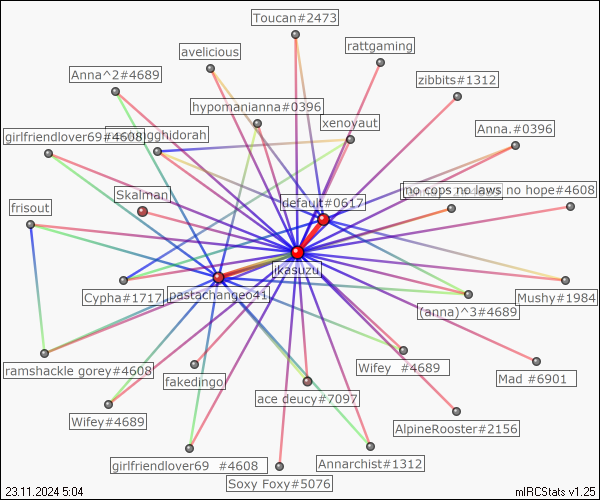 Toucan#2473
avelicious
rattgaming
Anna^2#4689
zibbits#1312
hypomanianna#0396
xenoyaut
Anna.#0396
girlfriendlover69#4608
gghidorah
Skalman
no cops no laws no hope#4608
default#0617
frisout
ikasuzu
pastachange041
Cypha#1717
Mushy#1984
(anna)^3#4689
ramshackle gorey#4608
Wifey #4689
fakedingo
Mad #6901
ace deucy#7097
Wifey#4689
AlpineRooster#2156
girlfriendlover69 #4608
Annarchist#1312
Soxy Foxy#5076
23.11.2024 5:04
mIRCStats v1.25